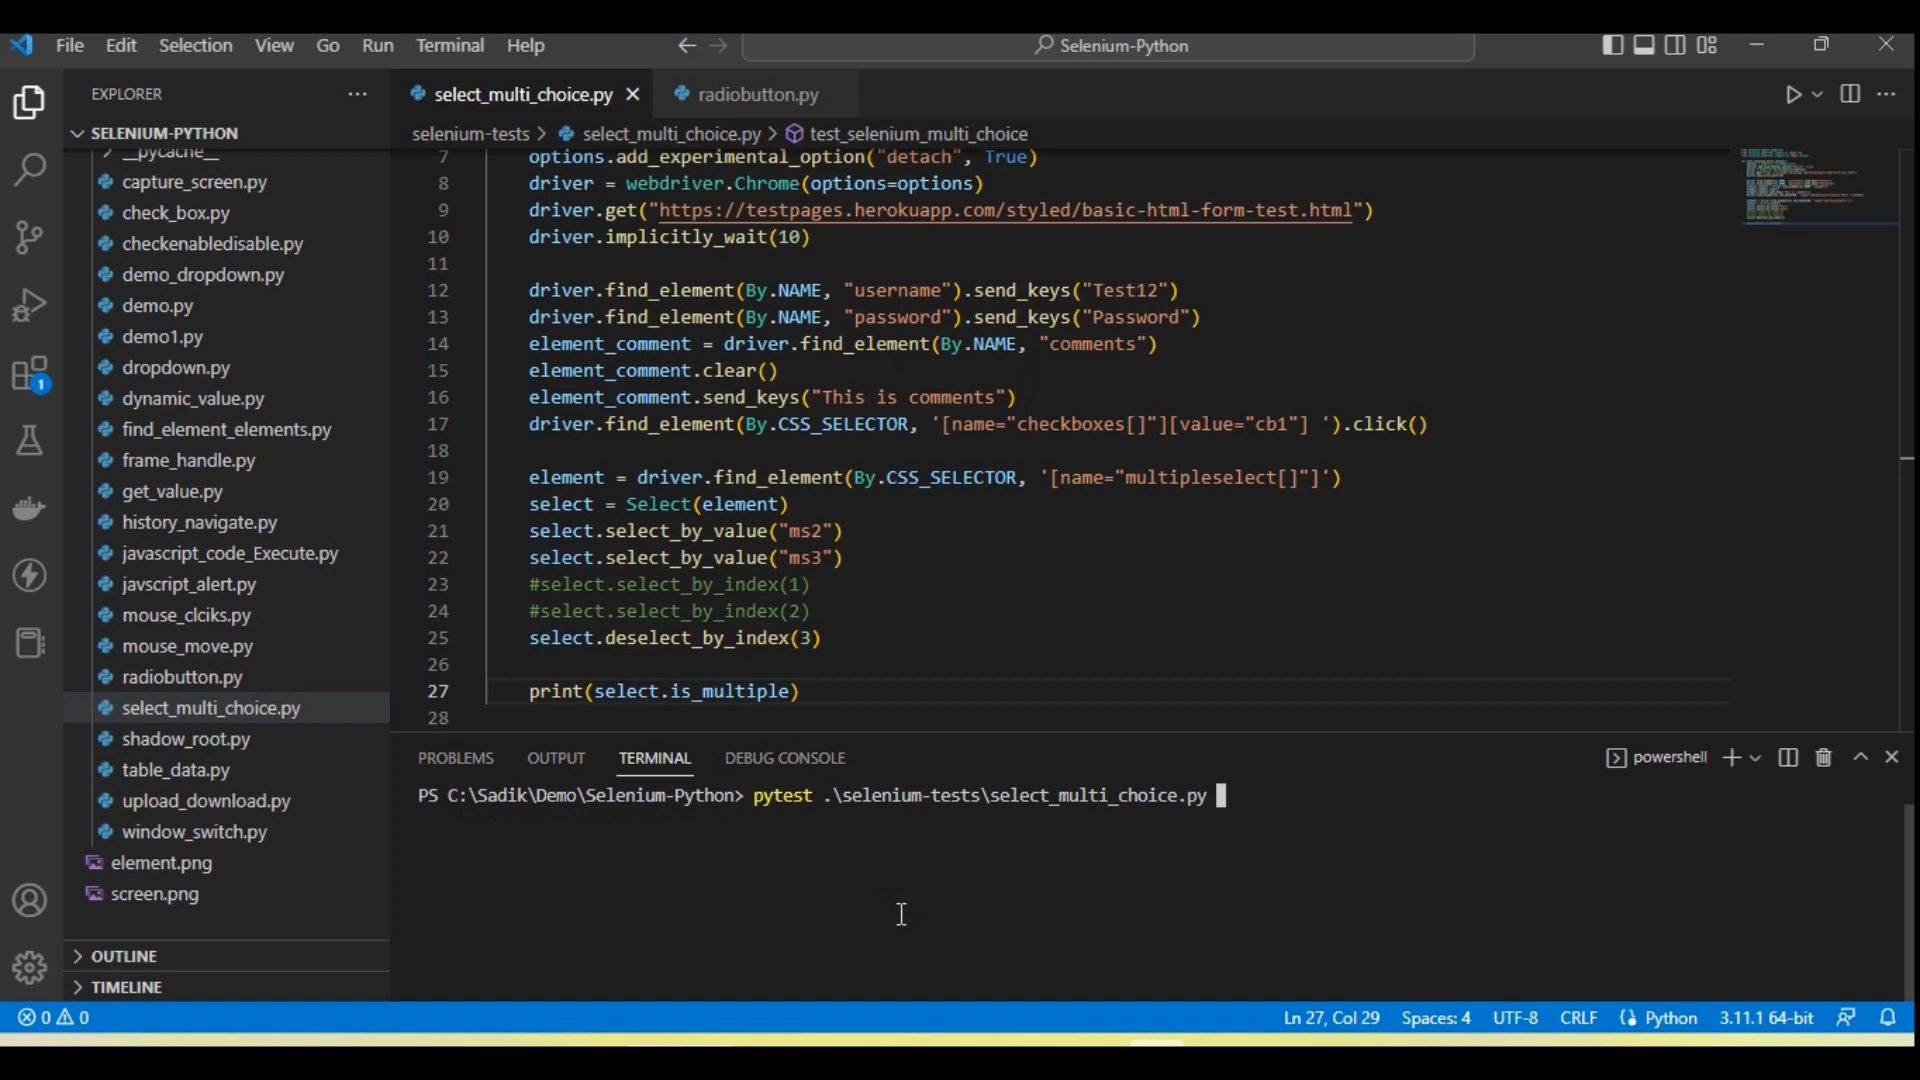 File Edit Selection View Go Run Terminal Help Selenium-Python
EXPLORER
select_multi_choice.py radiobutton.py
SELENIUM-PYTHON
selenium-tests > select_multi_choice.py > test_selenium_multi_choice
__pycache__
capture_screen.py
check_box.py
checkenabledisable.py
demo_dropdown.py
demo.py
demo1.py
dropdown.py
dynamic_value.py
find_element_elements.py
frame_handle.py
get_value.py
history_navigate.py
javascript_code_Execute.py
javscript_alert.py
mouse_clciks.py
mouse_move.py
radiobutton.py
select_multi_choice.py
shadow_root.py
table_data.py
upload_download.py
window_switch.py
element.png
screen.png
OUTLINE
TIMELINE
1
7 options.add_experimental_option("detach", True)
8 driver = webdriver.Chrome(options=options)
9 driver.get("https://testpages.herokuapp.com/styled/basic-html-form-test.html")
10 driver.implicitly_wait(10)
11
12 driver.find_element(By.NAME, "username").send_keys("Test12")
13 driver.find_element(By.NAME, "password").send_keys("Password")
14 element_comment = driver.find_element(By.NAME, "comments")
15 element_comment.clear()
16 element_comment.send_keys("This is comments")
17 driver.find_element(By.CSS_SELECTOR, '[name="checkboxes[]"][value="cb1"] ').click()
18
19 element = driver.find_element(By.CSS_SELECTOR, '[name="multipleselect[]"]')
20 select = Select(element)
21 select.select_by_value("ms2")
22 select.select_by_value("ms3")
23 #select.select_by_index(1)
24 #select.select_by_index(2)
25 select.deselect_by_index(3)
26
27 print(select.is_multiple)
28
PROBLEMS OUTPUT TERMINAL DEBUG CONSOLE powershell
PS C:\Sadik\Demo\Selenium-Python> pytest .\selenium-tests\select_multi_choice.py
0 0 Ln 27, Col 29 Spaces: 4 UTF-8 CRLF Python 3.11.1 64-bit